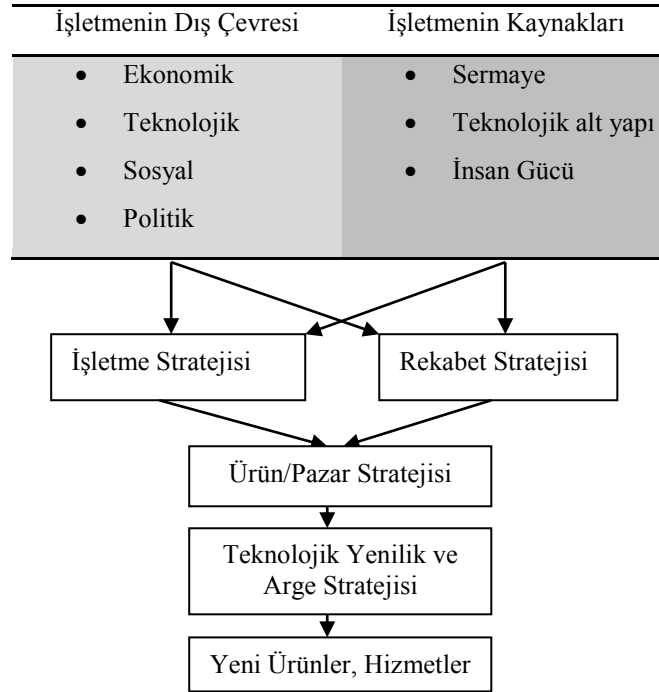 İşletmenin Dış Çevresi
İşletmenin Kaynakları
• Ekonomik
• Teknolojik
• Sosyal
• Politik
• Sermaye
• Teknolojik alt yapı
• İnsan Gücü
İşletme Stratejisi
Rekabet Stratejisi
Ürün/Pazar Stratejisi
Teknolojik Yenilik ve
Arge Stratejisi
Yeni Ürünler, Hizmetler